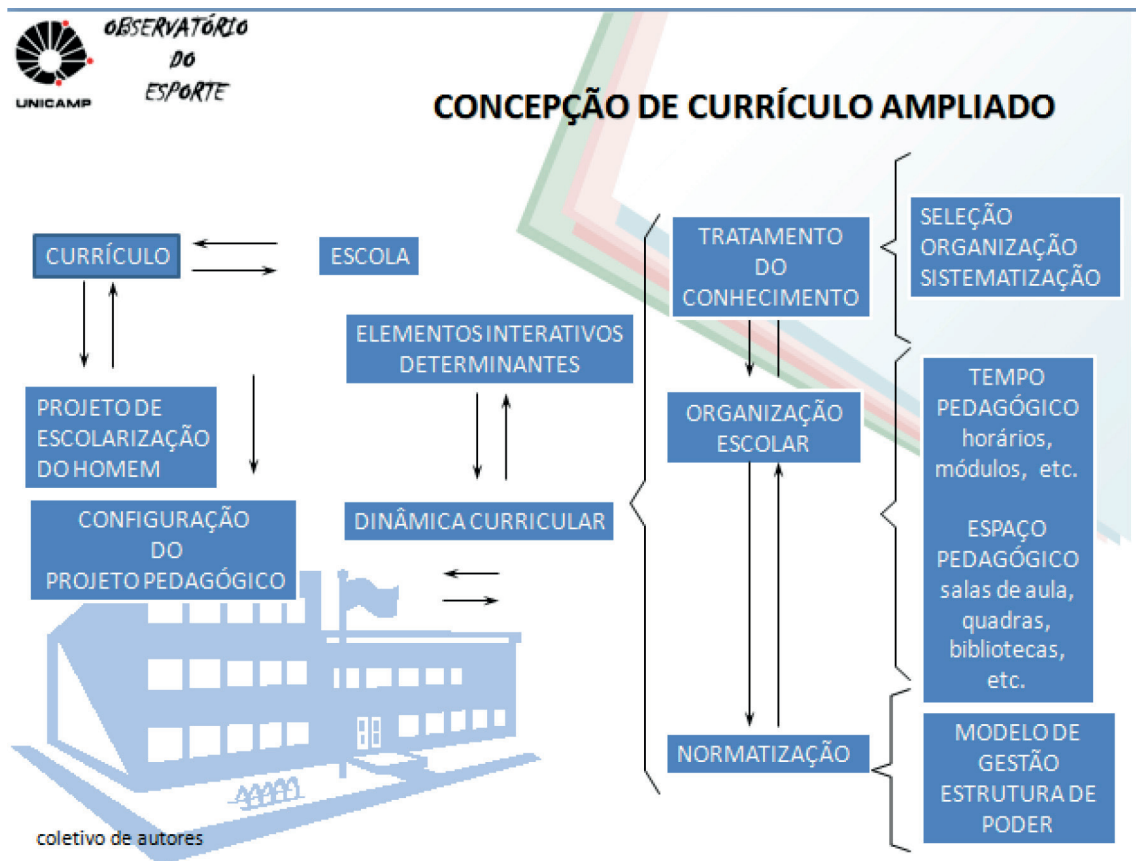 OBSERVATÓRIO
DO
ESPORTE
UNICAMP
CONCEPÇÃO DE CURRÍCULO AMPLIADO
CURRÍCULO
ESCOLA
PROJETO DE
ESCOLARIZAÇÃO
DO HOMEM
CONFIGURAÇÃO
DO
PROJETO PEDAGÓGICO
ELEMENTOS INTERATIVOS
DETERMINANTES
DINÂMICA CURRICULAR
TRATAMENTO
DO
CONHECIMENTO
ORGANIZAÇÃO
ESCOLAR
NORMATIZAÇÃO
SELEÇÃO
ORGANIZAÇÃO
SISTEMATIZAÇÃO
TEMPO
PEDAGÓGICO
horários,
módulos, etc.
ESPAÇO
PEDAGÓGICO
salas de aula,
quadras,
bibliotecas,
etc.
MODELO DE
GESTÃO
ESTRUTURA DE
PODER
coletivo de autores